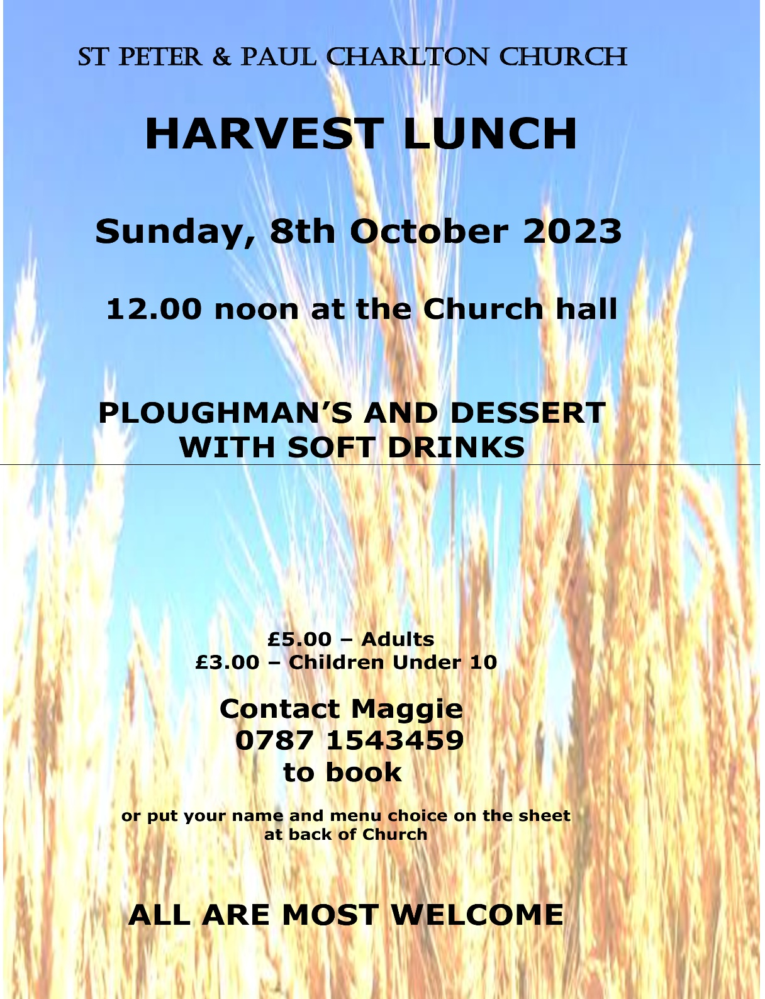 ST PETER & PAUL CHARLTON CHURCH
HARVEST LUNCH
Sunday, 8th October 2023
12.00 noon at the Church hall
PLOUGHMAN’S AND DESSERT
WITH SOFT DRINKS
£5.00 – Adults
£3.00 – Children Under 10
Contact Maggie
0787 1543459
to book
or put your name and menu choice on the sheet
at back of Church
ALL ARE MOST WELCOME